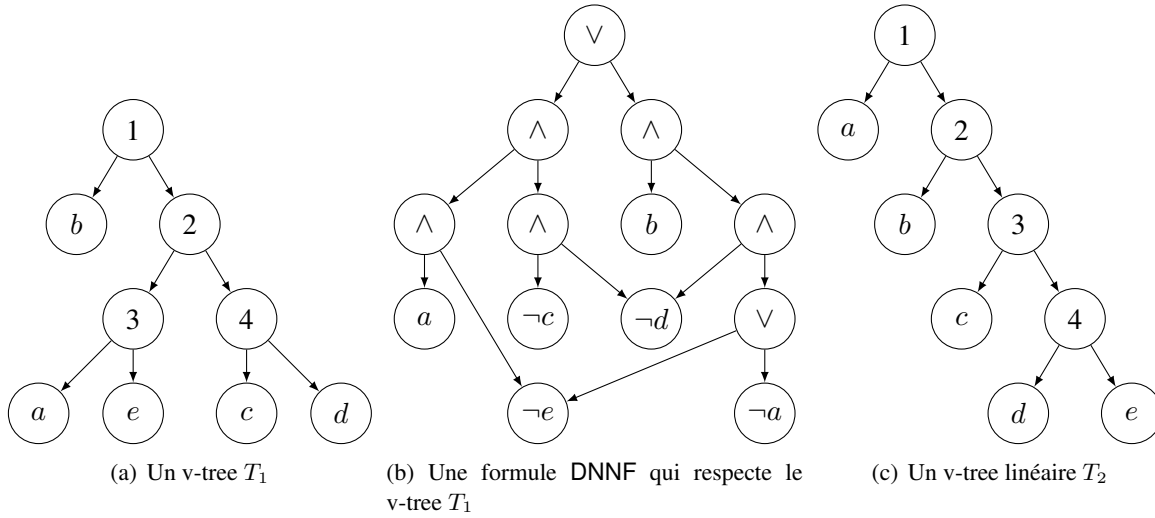 1
b
2
3
4
a
e
c
d
(a) Un v-tree T₁
∨
∧
∧
∧
∧
b
∧
a
¬c
¬d
∨
¬e
¬a
(b) Une formule DNNF qui respecte le
v-tree T₁
1
a
2
b
3
c
4
d
e
(c) Un v-tree linéaire T₂